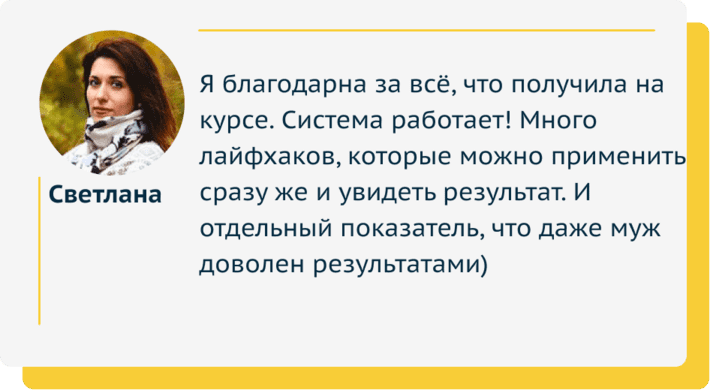 Светлана
Я благодарна за всё, что получила на
курсе. Система работает! Много
лайфхаков, которые можно применить
сразу же и увидеть результат. И
отдельный показатель, что даже муж
доволен результатами)